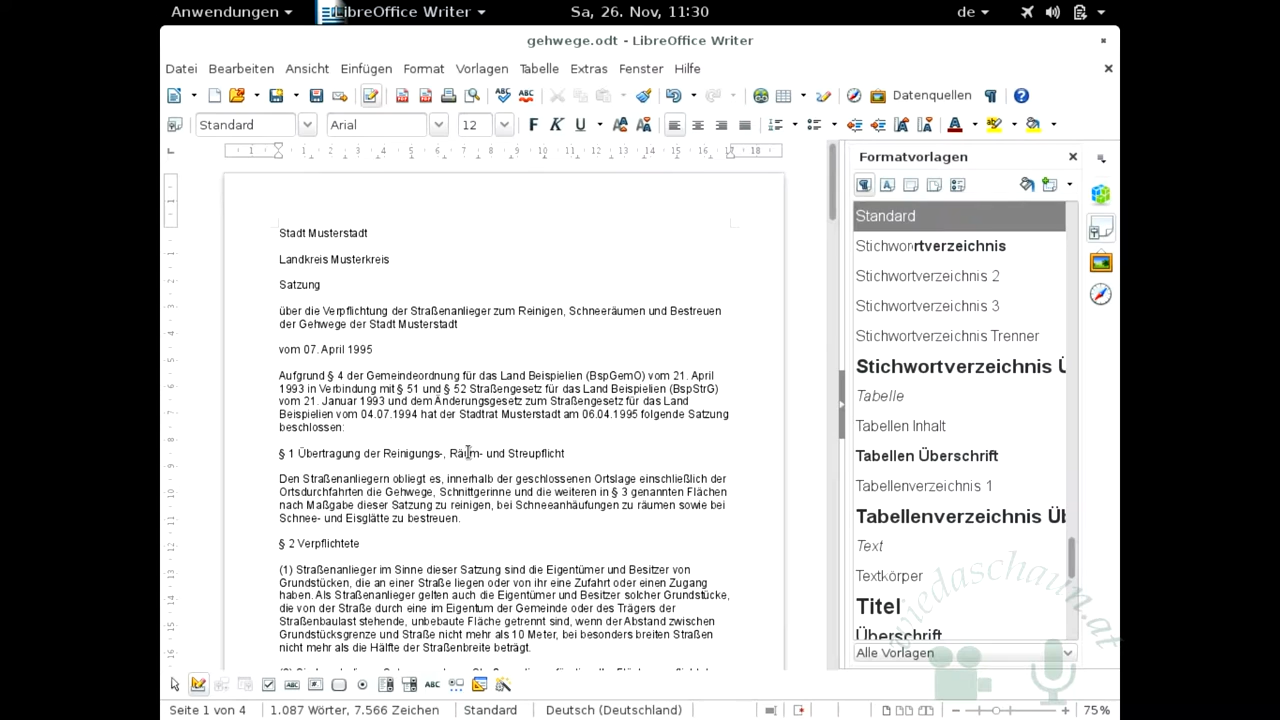 Anwendungen
LibreOffice Writer
Sa, 26. Nov, 11:30
de
gehwege.odt - LibreOffice Writer
Datei Bearbeiten Ansicht Einfügen Format Vorlagen Tabelle Extras Fenster Hilfe
Datenquellen
Standard Arial 12
Stadt Musterstadt
Landkreis Musterkreis
Satzung
über die Verpflichtung der Straßenanlieger zum Reinigen, Schneeräumen und Bestreuen
der Gehwege der Stadt Musterstadt
vom 07. April 1995
Aufgrund § 4 der Gemeindeordnung für das Land Beispielien (BspGemO) vom 21. April
1993 in Verbindung mit § 51 und § 52 Straßengesetz für das Land Beispielien (BspStrG)
vom 21. Januar 1993 und dem Änderungsgesetz zum Straßengesetz für das Land
Beispielien vom 04.07.1994 hat der Stadtrat Musterstadt am 06.04.1995 folgende Satzung
beschlossen:
§ 1 Übertragung der Reinigungs-, Räum- und Streupflicht
Den Straßenanliegern obliegt es, innerhalb der geschlossenen Ortslage einschließlich der
Ortsdurchfahrten die Gehwege, Schnittgerinne und die weiteren in § 3 genannten Flächen
nach Maßgabe dieser Satzung zu reinigen, bei Schneeanhäufungen zu räumen sowie bei
Schnee- und Eisglätte zu bestreuen.
§ 2 Verpflichtete
(1) Straßenanlieger im Sinne dieser Satzung sind die Eigentümer und Besitzer von
Grundstücken, die an einer Straße liegen oder von ihr eine Zufahrt oder einen Zugang
haben. Als Straßenanlieger gelten auch die Eigentümer und Besitzer solcher Grundstücke,
die von der Straße durch eine im Eigentum der Gemeinde oder des Trägers der
Straßenbaulast stehende, unbebaute Fläche getrennt sind, wenn der Abstand zwischen
Grundstücksgrenze und Straße nicht mehr als 10 Meter, bei besonders breiten Straßen
nicht mehr als die Hälfte der Straßenbreite beträgt.
Formatvorlagen
Standard
Stichwortverzeichnis
Stichwortverzeichnis 2
Stichwortverzeichnis 3
Stichwortverzeichnis Trenner
Stichwortverzeichnis Ü
Tabelle
Tabellen Inhalt
Tabellen Überschrift
Tabellenverzeichnis 1
Tabellenverzeichnis Üb
Text
Textkörper
Titel
Überschrift
Alle Vorlagen
wiedaschaun.at
Seite 1 von 4
1.087 Wörter, 7.566 Zeichen
Standard
Deutsch (Deutschland)
75%